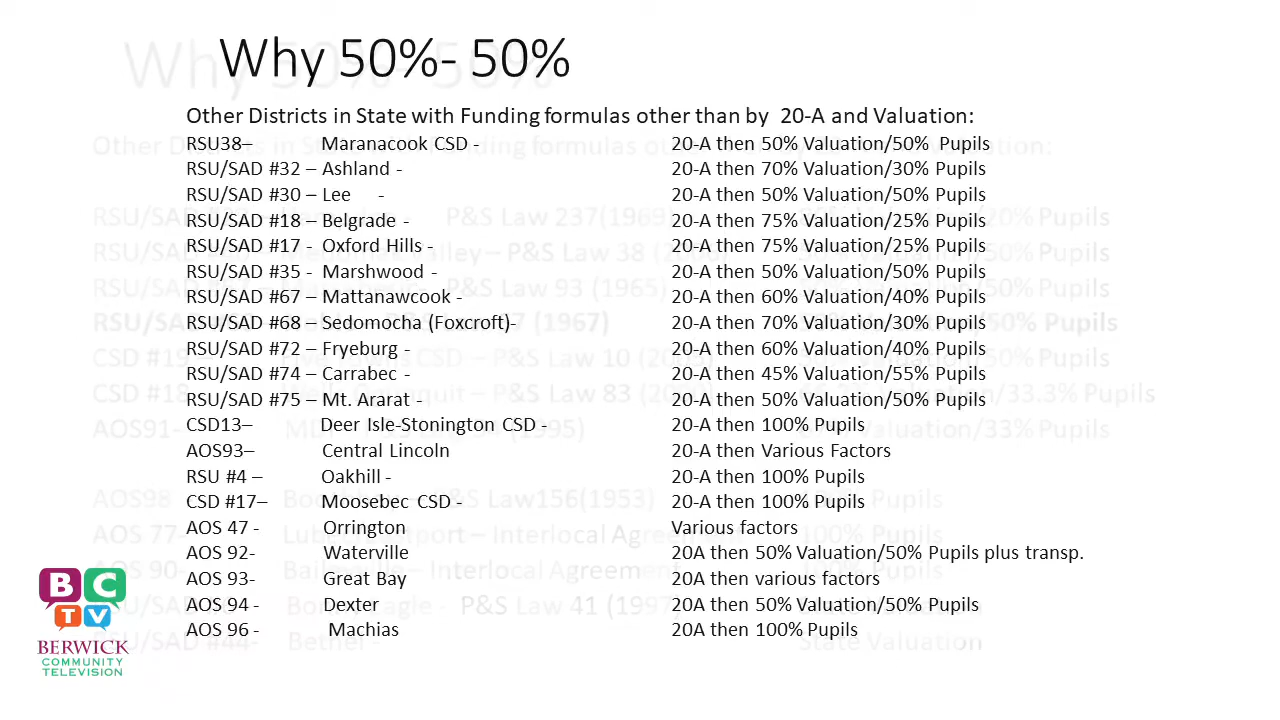 Why 50%- 50%
Other Districts in State with Funding formulas other than by 20-A and Valuation:
RSU38– Maranacook CSD - 20-A then 50% Valuation/50% Pupils
RSU/SAD #32 – Ashland - 20-A then 70% Valuation/30% Pupils
RSU/SAD #30 – Lee - 20-A then 50% Valuation/50% Pupils
RSU/SAD #18 – Belgrade - 20-A then 75% Valuation/25% Pupils
RSU/SAD #17 - Oxford Hills - 20-A then 75% Valuation/25% Pupils
RSU/SAD #35 - Marshwood - 20-A then 50% Valuation/50% Pupils
RSU/SAD #67 – Mattanawcook - 20-A then 60% Valuation/40% Pupils
RSU/SAD #68 – Sedomocha (Foxcroft)- 20-A then 70% Valuation/30% Pupils
RSU/SAD #72 – Fryeburg - 20-A then 60% Valuation/40% Pupils
RSU/SAD #74 – Carrabec - 20-A then 45% Valuation/55% Pupils
RSU/SAD #75 – Mt. Ararat - 20-A then 50% Valuation/50% Pupils
CSD13– Deer Isle-Stonington CSD - 20-A then 100% Pupils
AOS93– Central Lincoln 20-A then Various Factors
RSU #4 – Oakhill - 20-A then 100% Pupils
CSD #17– Moosebec CSD - 20-A then 100% Pupils
AOS 47 - Orrington Various factors
AOS 92- Waterville 20A then 50% Valuation/50% Pupils plus transp.
AOS 93- Great Bay 20A then various factors
AOS 94 - Dexter 20A then 50% Valuation/50% Pupils
AOS 96 - Machias 20A then 100% Pupils
BC
TV
BERWICK
COMMUNITY
TELEVISION